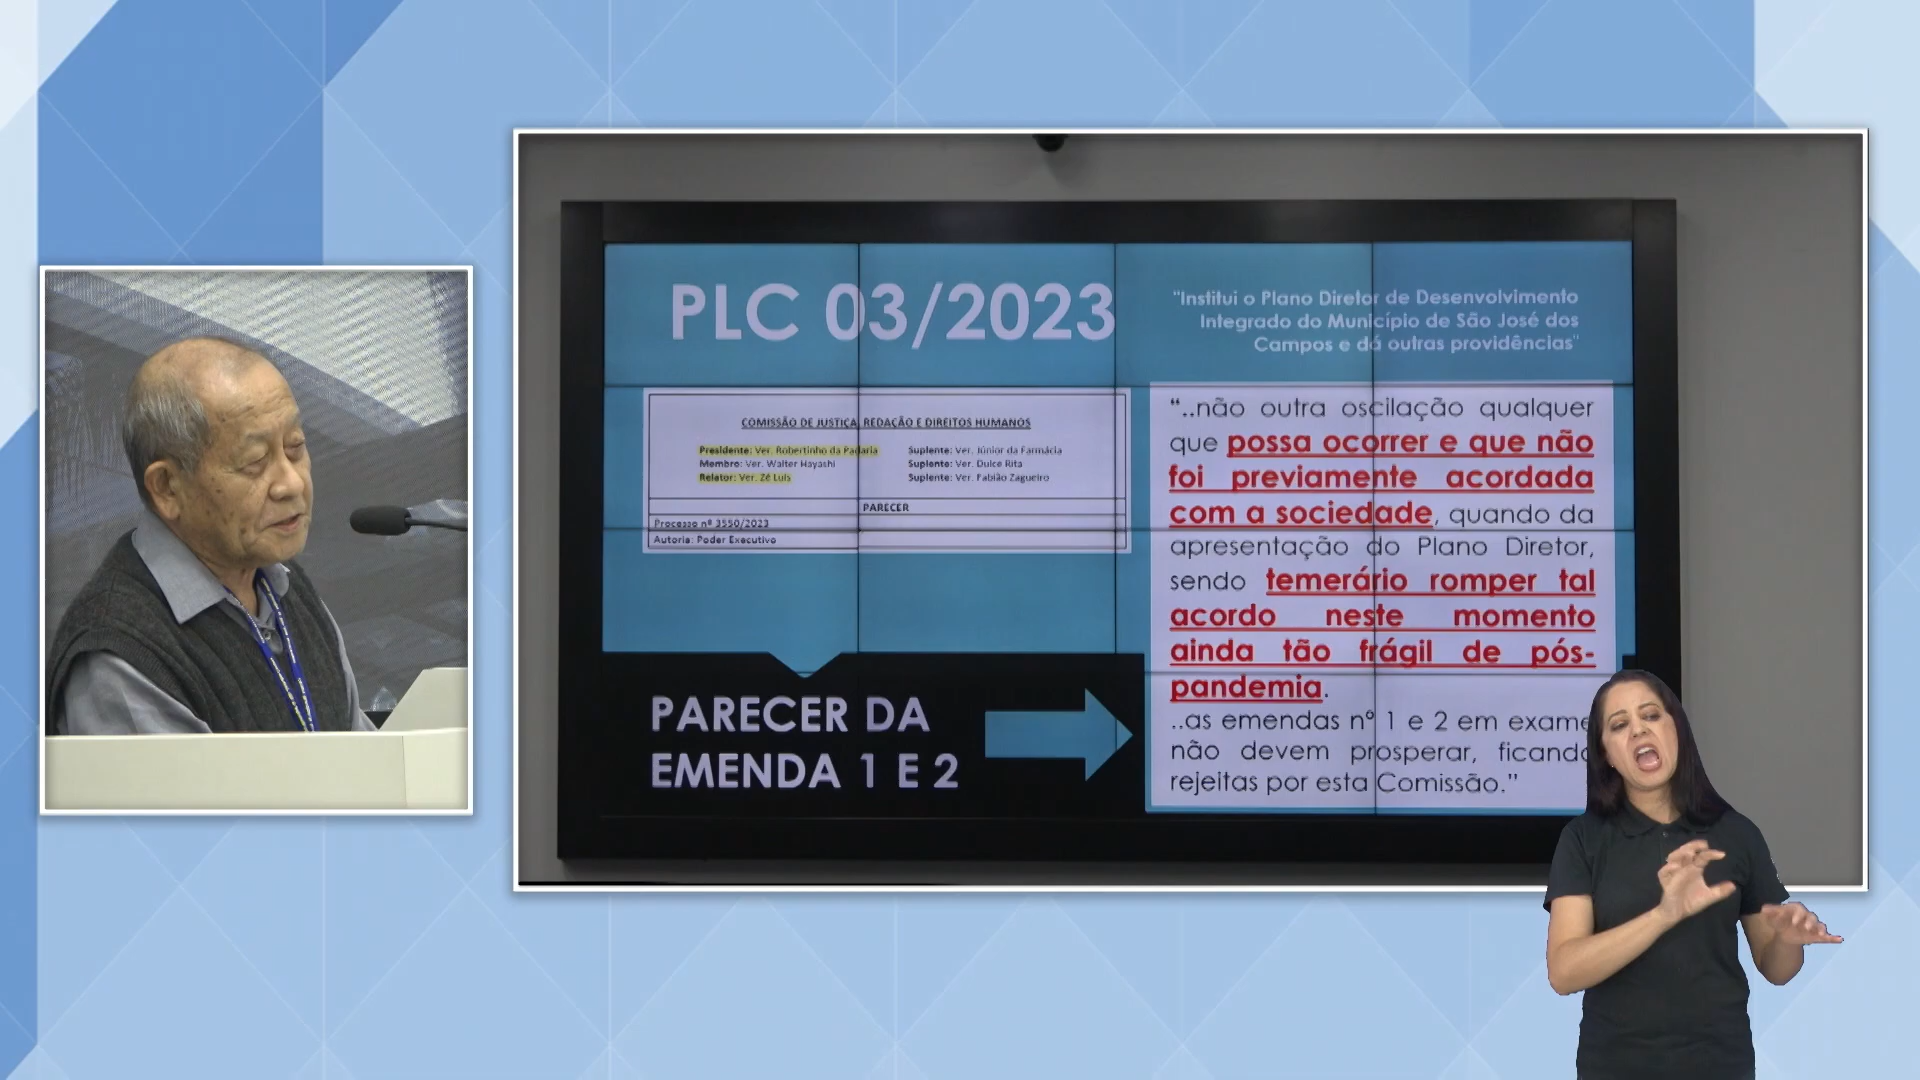 PLC 03/2023
"Institui o Plano Diretor de Desenvolvimento
Integrado do Município de São José dos
Campos e dá outras providências"
COMISSÃO DE JUSTIÇA, REDAÇÃO E DIREITOS HUMANOS
Presidente: Ver. Robertinho da Padaria
Suplente: Ver. Júnior da Farmácia
Membro: Ver. Walter Hayashi
Suplente: Ver. Dulce Rita
Relator: Ver. Zé Luís
Suplente: Ver. Fabião Zagueiro
PARECER
Processo nº 3550/2023
Autoria: Poder Executivo
PARECER DA
EMENDA 1 E 2
"..não outra oscilação qualquer
que possa ocorrer e que não
foi previamente acordada
com a sociedade, quando da
apresentação do Plano Diretor,
sendo temerário romper tal
acordo neste momento
ainda tão frágil de pós-
pandemia.
..as emendas nº 1 e 2 em exame
não devem prosperar, ficando
rejeitas por esta Comissão."